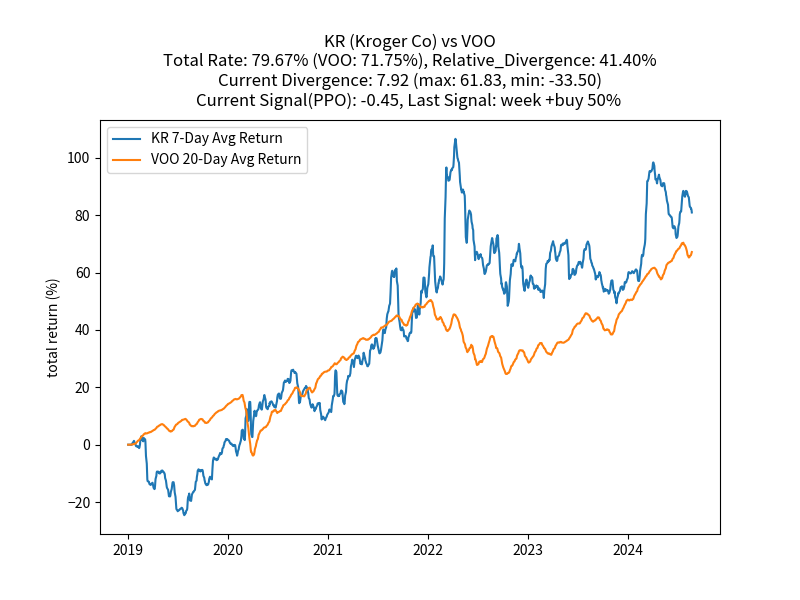 KR (Kroger Co) vs VOO
Total Rate: 79.67% (VOO: 71.75%), Relative_Divergence: 41.40%
Current Divergence: 7.92 (max: 61.83, min: -33.50)
Current Signal(PPO): -0.45, Last Signal: week +buy 50%
KR 7-Day Avg Return
VOO 20-Day Avg Return
total return (%)
100
80
60
40
20
0
−20
2019 2020 2021 2022 2023 2024